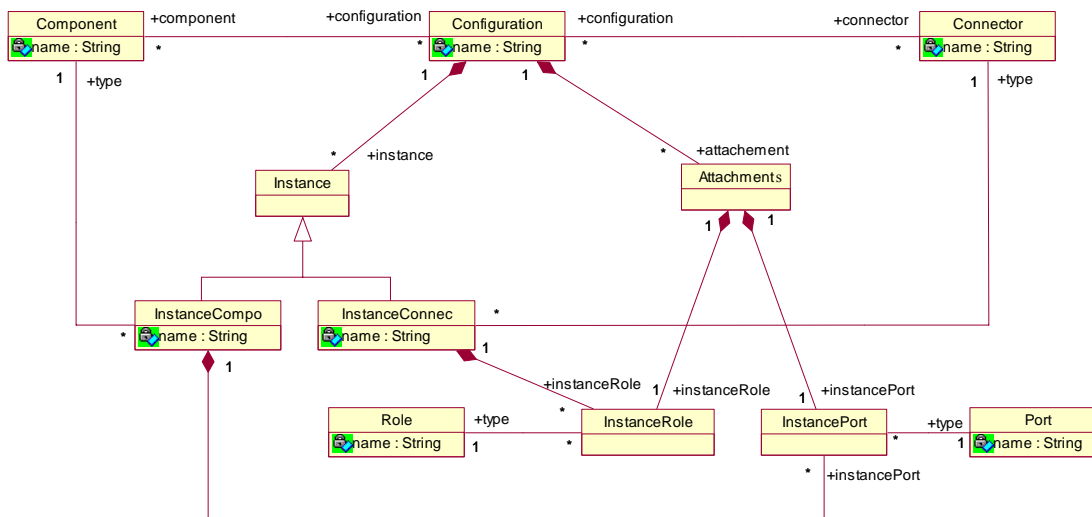 +component
+configuration
+configuration
+connector
Component
Configuration
Connector
name : String
name : String
name : String
*
*
*
*
1
+type
1
1
1
+type
*
+instance
*
+attachement
Instance
Attachments
1
1
InstanceCompo
InstanceConnec
name : String
name : String
*
*
1
1
+instanceRole
*
1
+instanceRole
1
+instancePort
Role
name : String
+type
1
*
InstanceRole
InstancePort
*
+type
1
Port
name : String
*
+instancePort